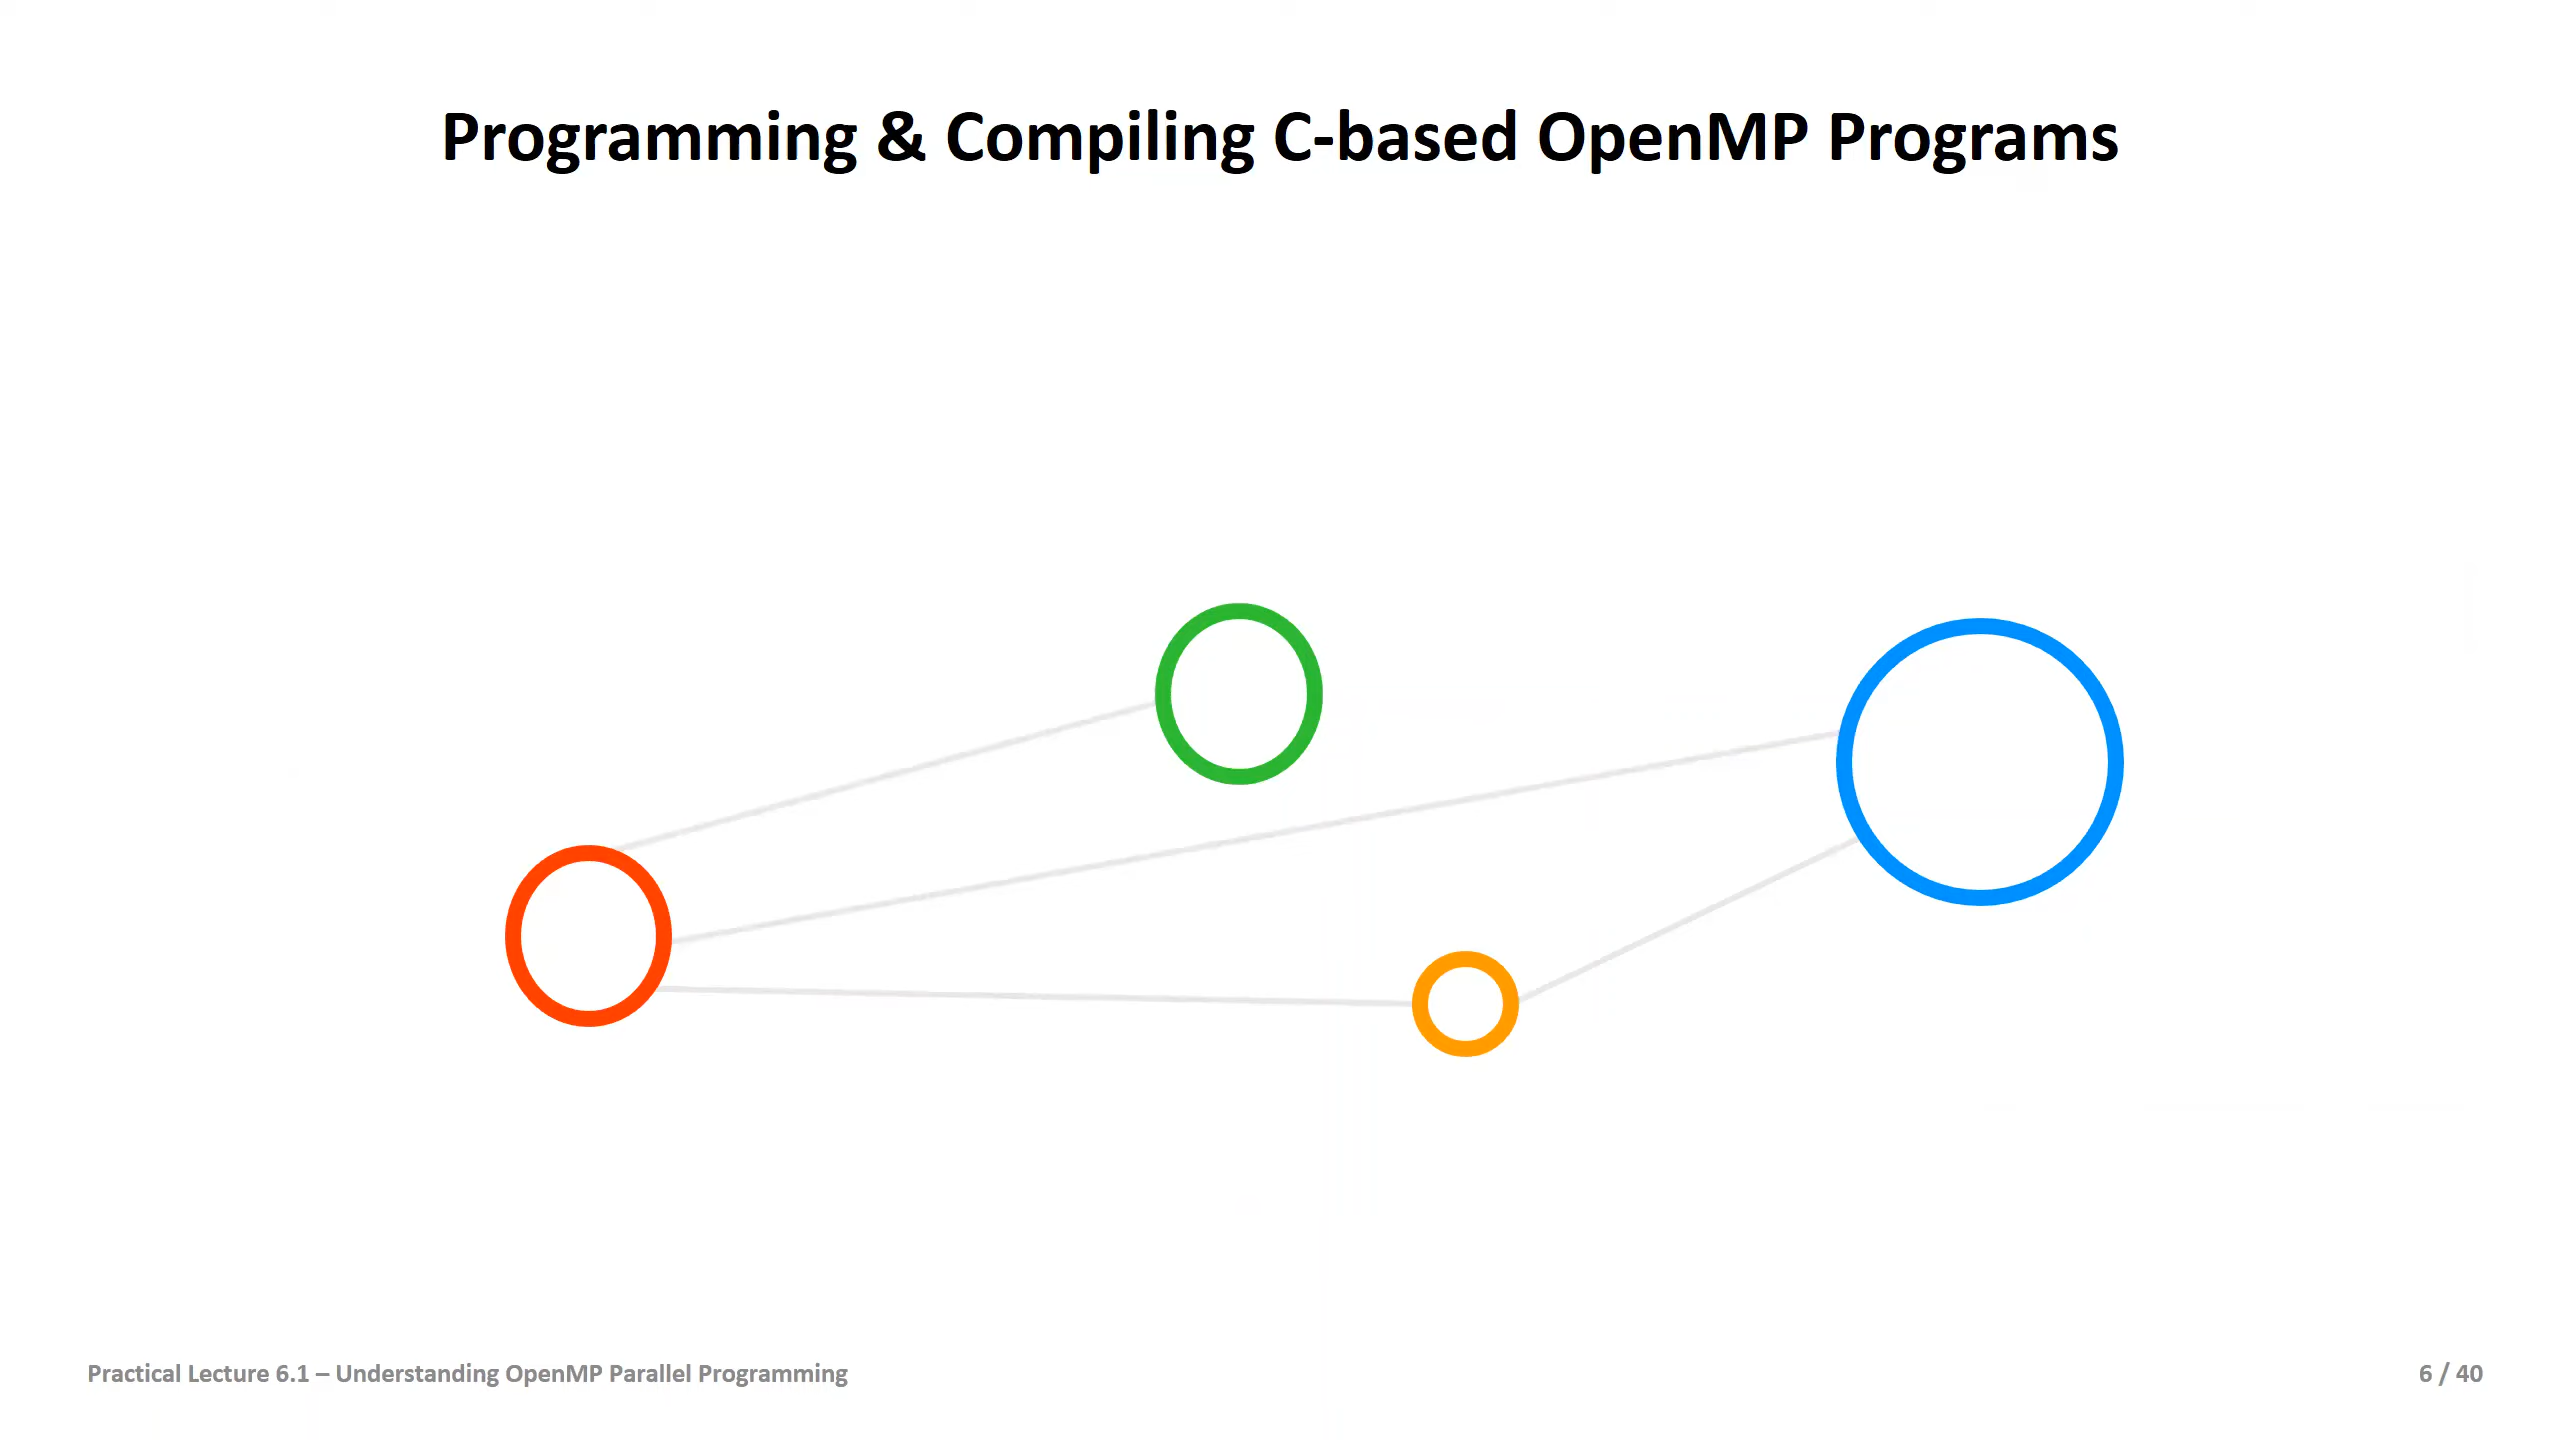 Programming & Compiling C-based OpenMP Programs
Practical Lecture 6.1 – Understanding OpenMP Parallel Programming
6 / 40